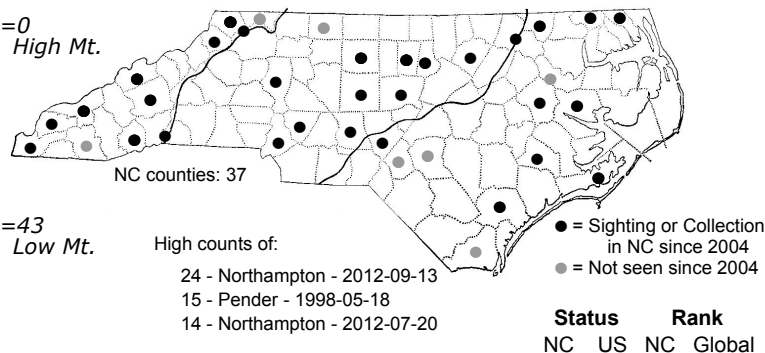 =0
High Mt.
NC counties: 37
=43
Low Mt.
High counts of:
24 - Northampton - 2012-09-13
15 - Pender - 1998-05-18
14 - Northampton - 2012-07-20
= Sighting or Collection
in NC since 2004
= Not seen since 2004
Status Rank
NC US NC Global